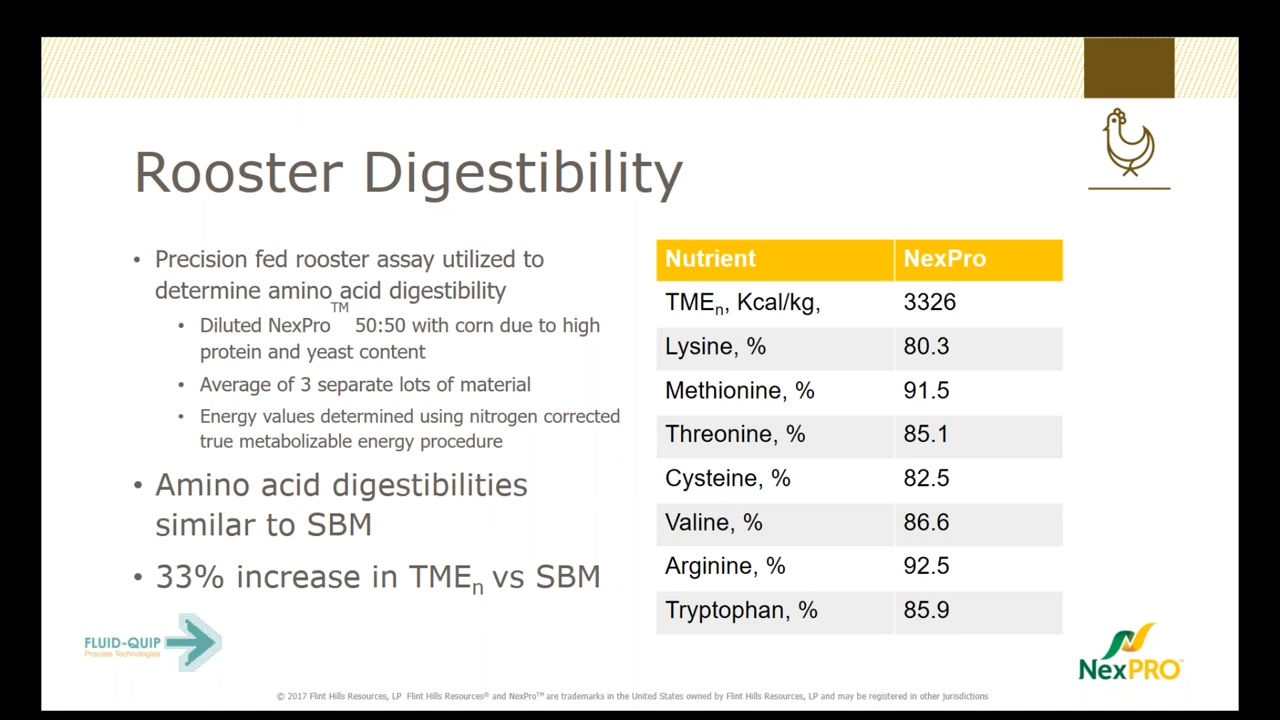 Rooster Digestibility
• Precision fed rooster assay utilized to
determine amino acid digestibility
• Diluted NexPro™ 50:50 with corn due to high
protein and yeast content
• Average of 3 separate lots of material
• Energy values determined using nitrogen corrected
true metabolizable energy procedure
• Amino acid digestibilities
similar to SBM
• 33% increase in TMEn vs SBM
Nutrient NexPro
TMEn, Kcal/kg, 3326
Lysine, % 80.3
Methionine, % 91.5
Threonine, % 85.1
Cysteine, % 82.5
Valine, % 86.6
Arginine, % 92.5
Tryptophan, % 85.9
FLUID-QUIP
Process Technologies
NexPRO™
© 2017 Flint Hills Resources, LP Flint Hills Resources® and NexPro™ are trademarks in the United States owned by Flint Hills Resources, LP and may be registered in other jurisdictions